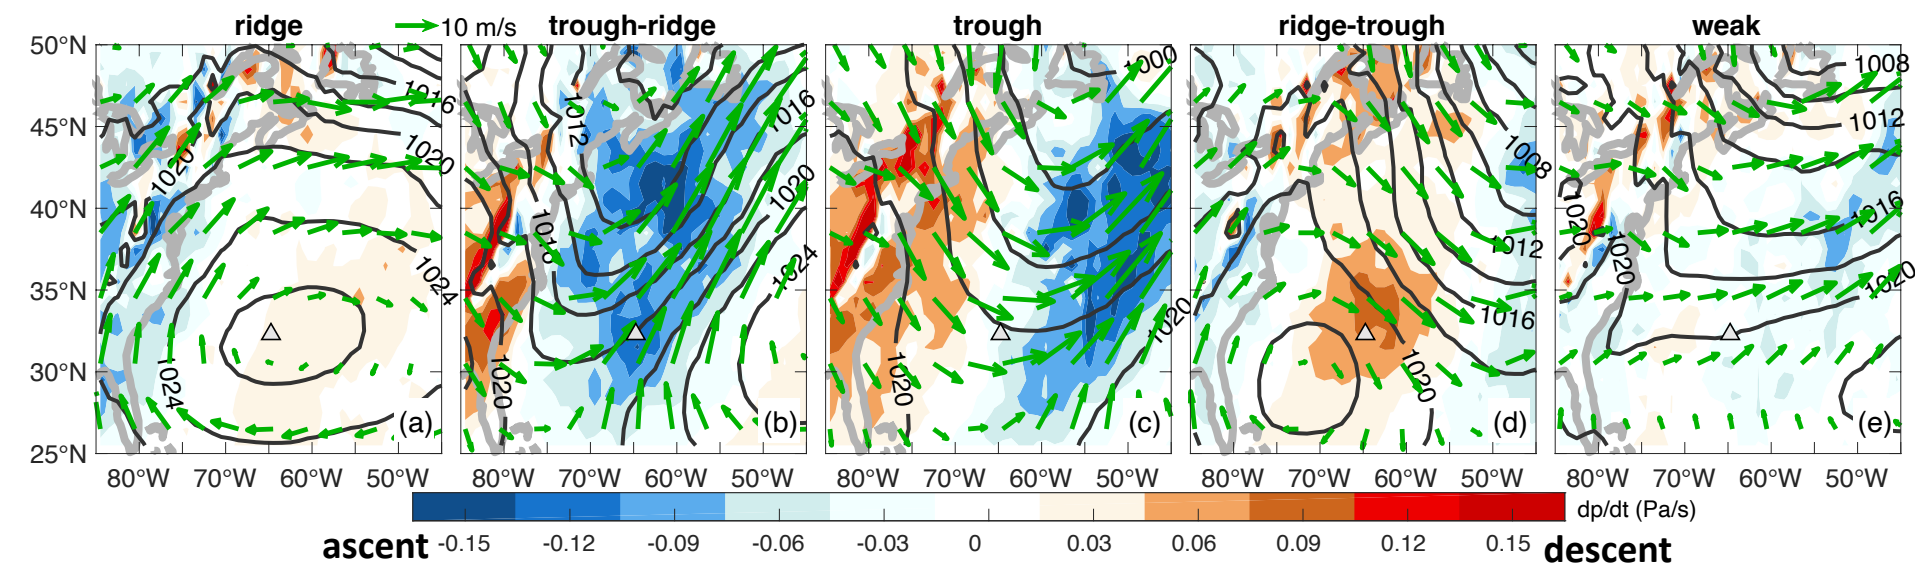 ridge
10 m/s
trough-ridge
trough
ridge-trough
weak
50°N
45°N
40°N
35°N
30°N
25°N
1016
1020
1020
1024
1024
(a)
1012
1016
1016
1020
1024
1020
(b)
1000
1020
1020
(c)
1008
1012
1016
1020
(d)
1008
1012
1016
1020
1020
1020
(e)
80°W 70°W 60°W 50°W
80°W 70°W 60°W 50°W
80°W 70°W 60°W 50°W
80°W 70°W 60°W 50°W
80°W 70°W 60°W 50°W
dp/dt (Pa/s)
ascent -0.15 -0.12 -0.09 -0.06 -0.03 0 0.03 0.06 0.09 0.12 0.15 descent